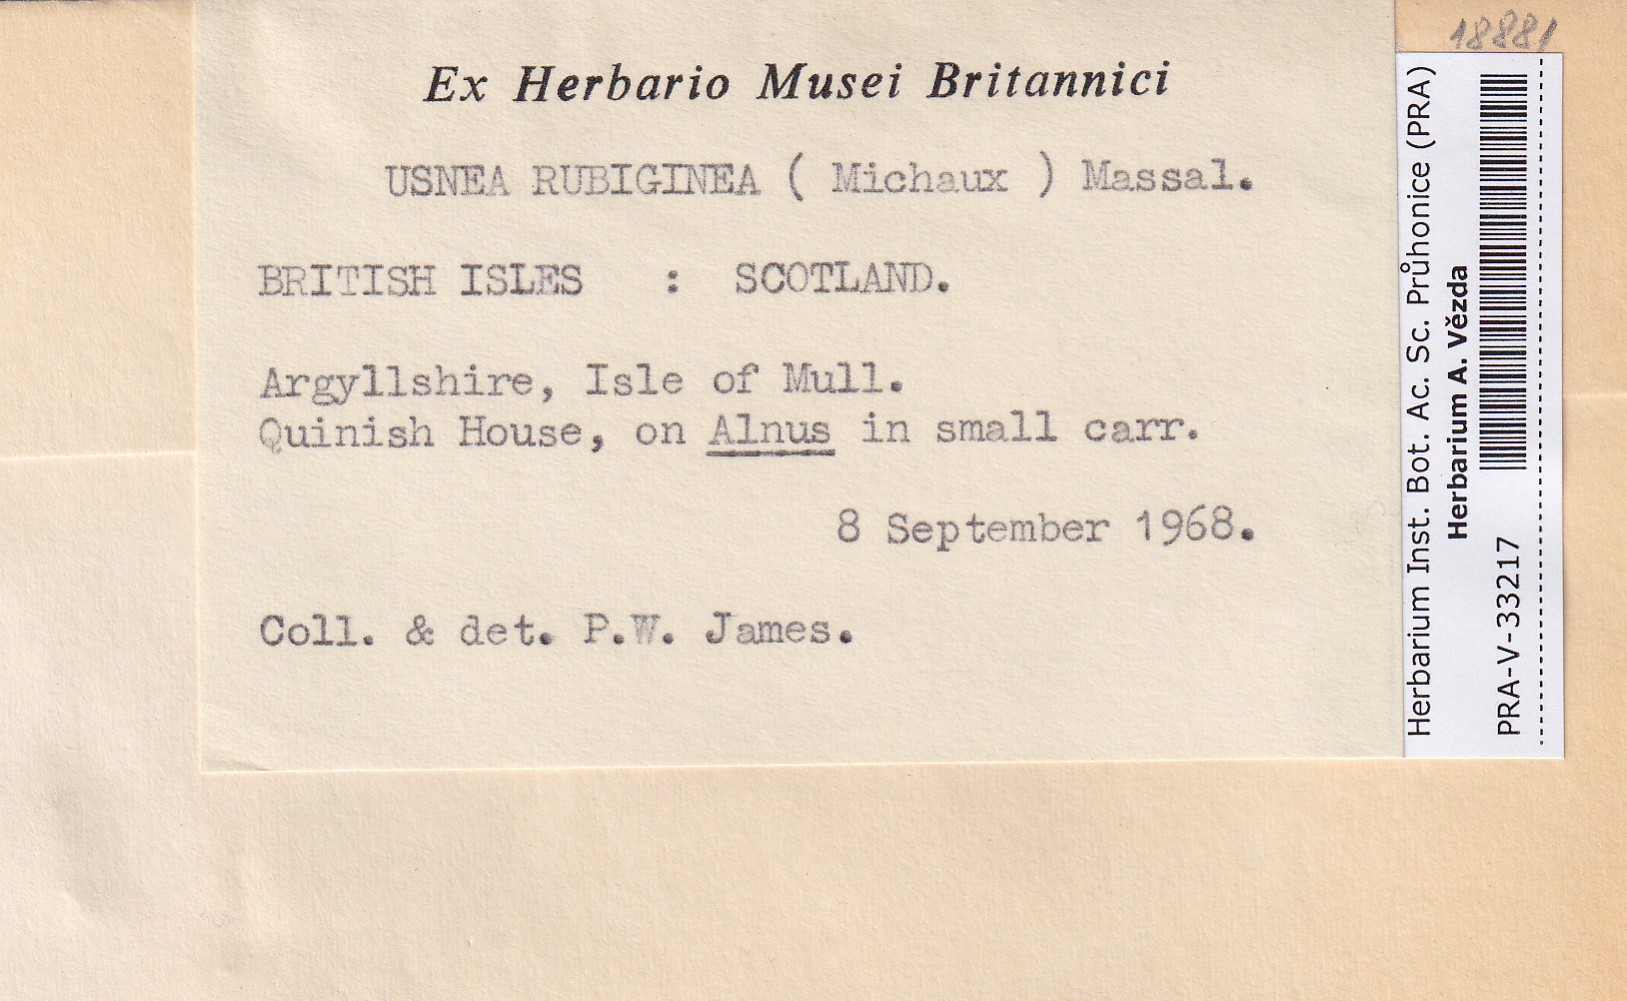 Ex Herbario Musei Britannici
USNEA RUBIGINEA ( Michaux ) Massal.
BRITISH ISLES : SCOTLAND.
Argyllshire, Isle of Mull.
Quinish House, on Alnus in small carr.
8 September 1968.
Coll. & det. P.W. James.
18881
Herbarium Inst. Bot. Ac. Sc. Průhonice (PRA)
Herbarium A. Vězda
PRA-V-33217